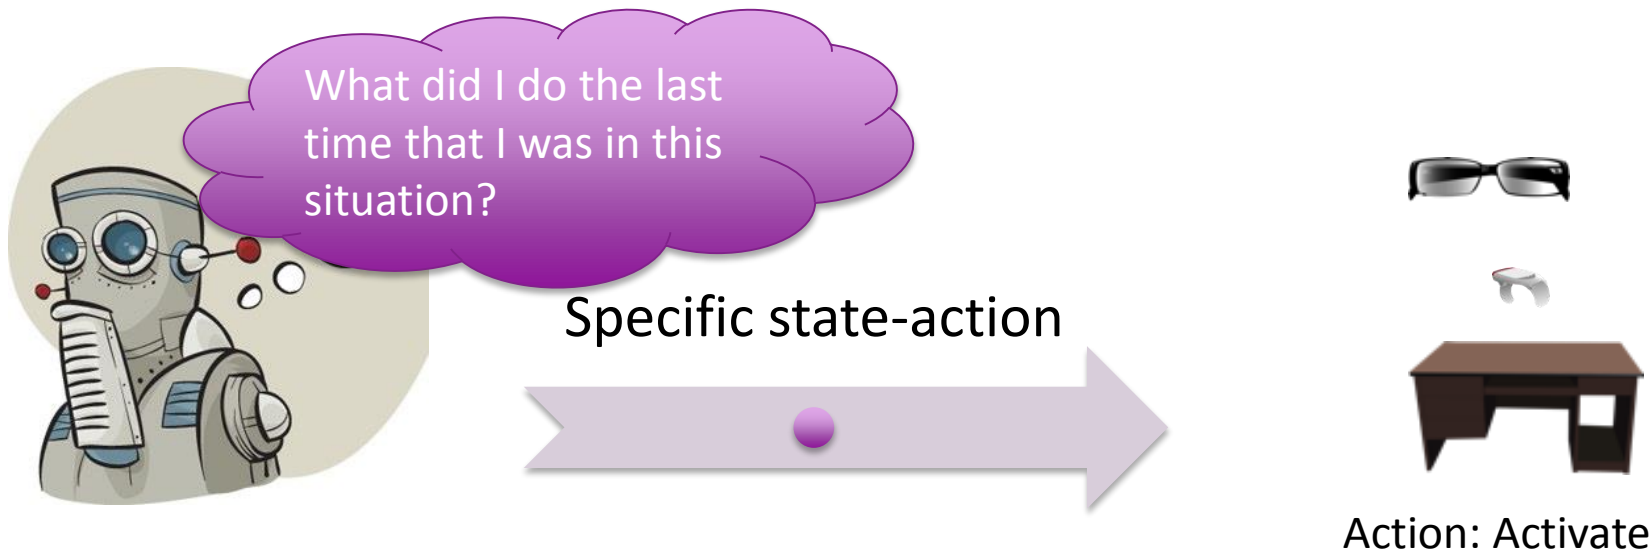 What did I do the last
time that I was in this
situation?
Specific state-action
Action: Activate